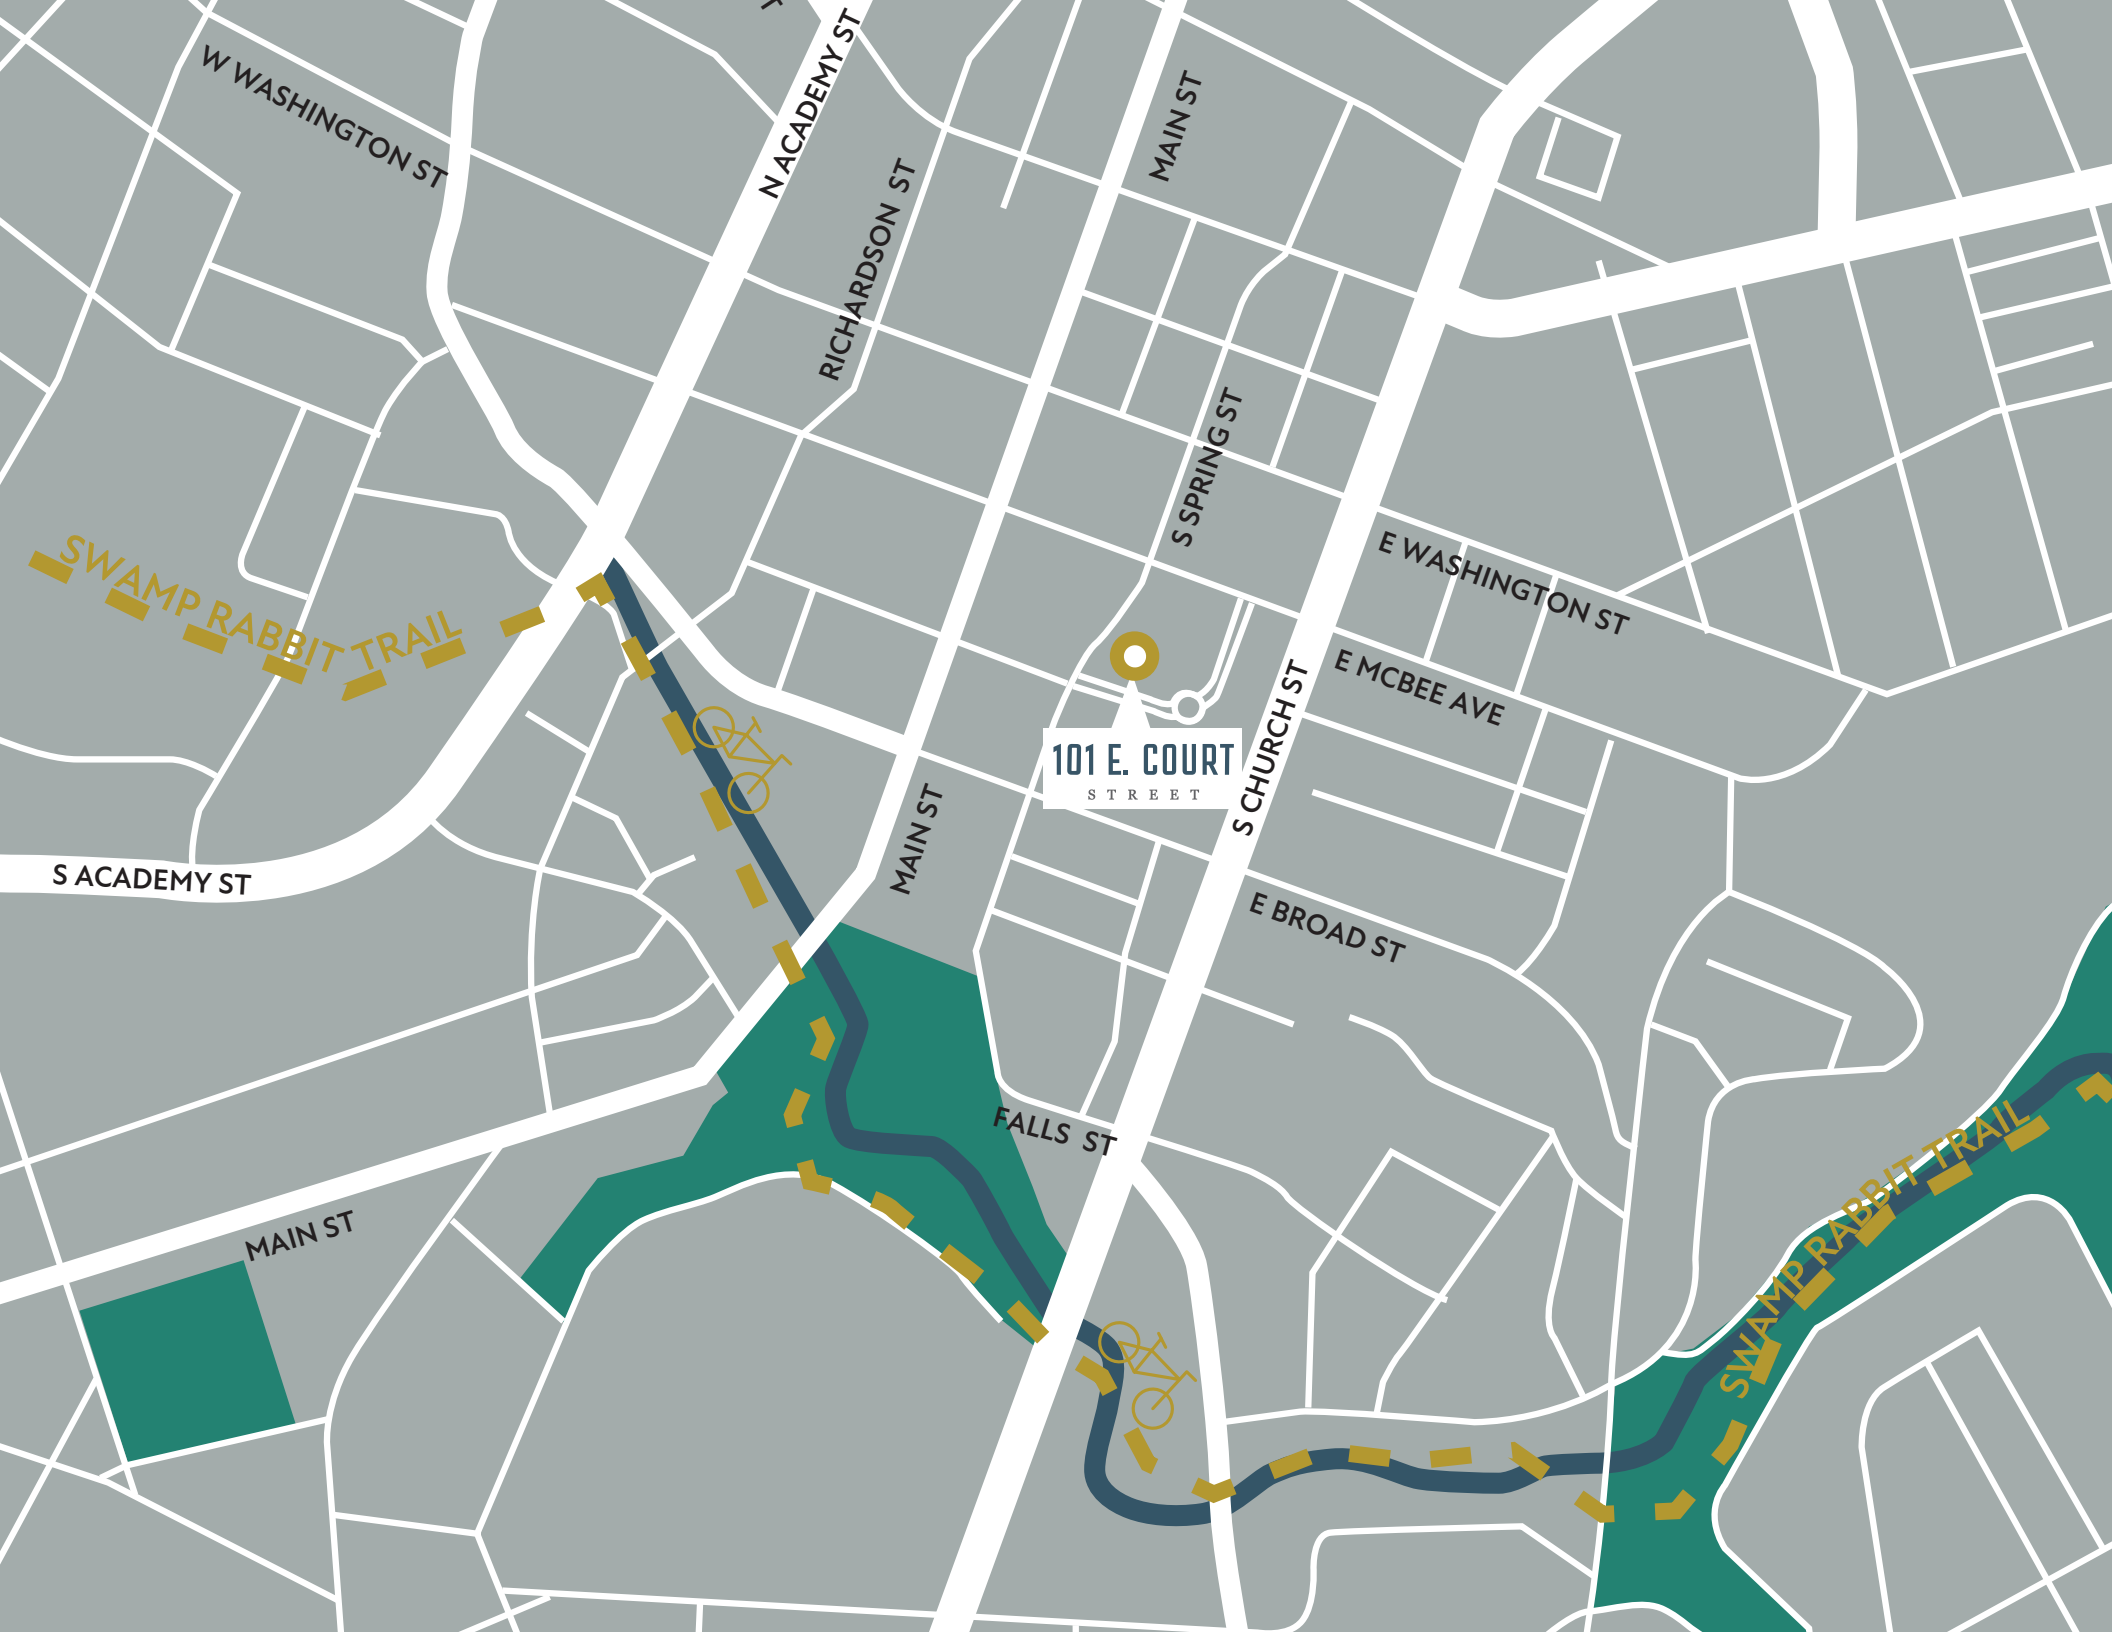 W WASHINGTON ST
N ACADEMY ST
MAIN ST
RICHARDSON ST
S SPRING ST
E WASHINGTON ST
SWAMP RABBIT TRAIL
E MCBEE AVE
S CHURCH ST
101 E. COURT
STREET
MAIN ST
S ACADEMY ST
E BROAD ST
FALLS ST
MAIN ST
SWAMP RABBIT TRAIL